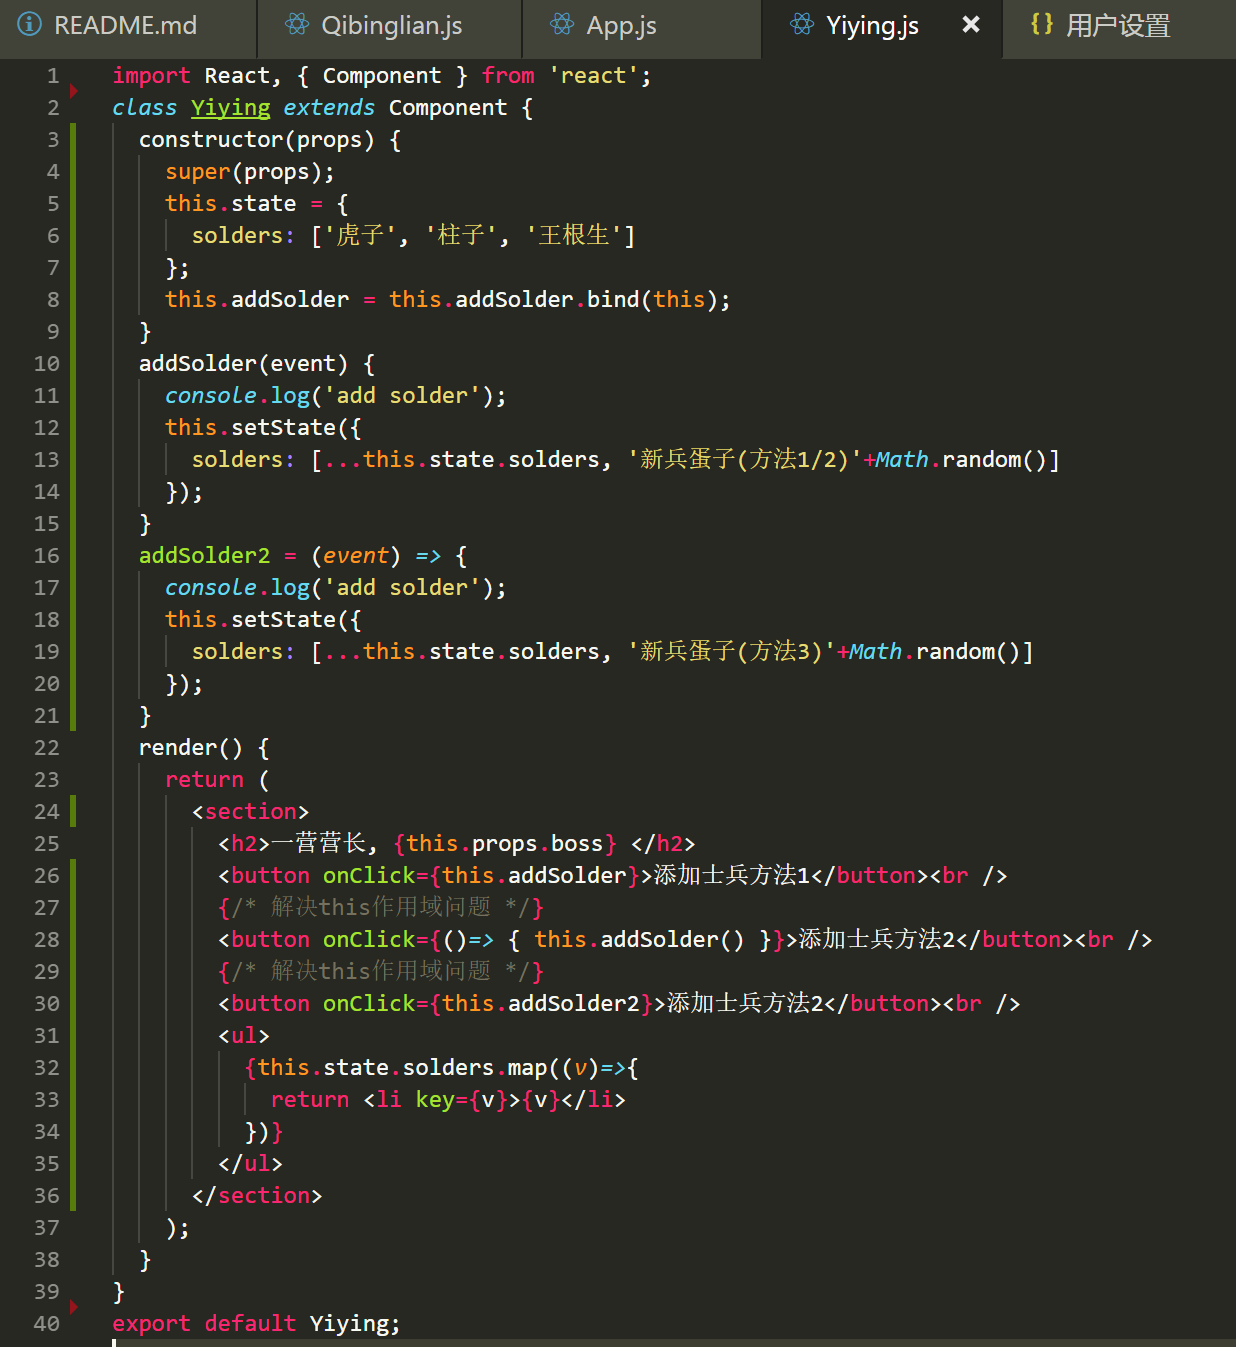 README.md Qibinglian.js App.js Yiying.js × {} 用户设置
1 import React, { Component } from 'react';
2 class Yiying extends Component {
3 constructor(props) {
4 super(props);
5 this.state = {
6 solders: ['虎子', '柱子', '王根生']
7 };
8 this.addSolder = this.addSolder.bind(this);
9 }
10 addSolder(event) {
11 console.log('add solder');
12 this.setState({
13 solders: [...this.state.solders, '新兵蛋子(方法1/2)'+Math.random()]
14 });
15 }
16 addSolder2 = (event) => {
17 console.log('add solder');
18 this.setState({
19 solders: [...this.state.solders, '新兵蛋子(方法3)'+Math.random()]
20 });
21 }
22 render() {
23 return (
24 <section>
25 <h2>一营营长, {this.props.boss} </h2>
26 <button onClick={this.addSolder}>添加士兵方法1</button><br />
27 {/* 解决this作用域问题 */}
28 <button onClick={()=> { this.addSolder() }}>添加士兵方法2</button><br />
29 {/* 解决this作用域问题 */}
30 <button onClick={this.addSolder2}>添加士兵方法2</button><br />
31 <ul>
32 {this.state.solders.map((v)=>{
33 return <li key={v}>{v}</li>
34 })}
35 </ul>
36 </section>
37 );
38 }
39 }
40 export default Yiying;